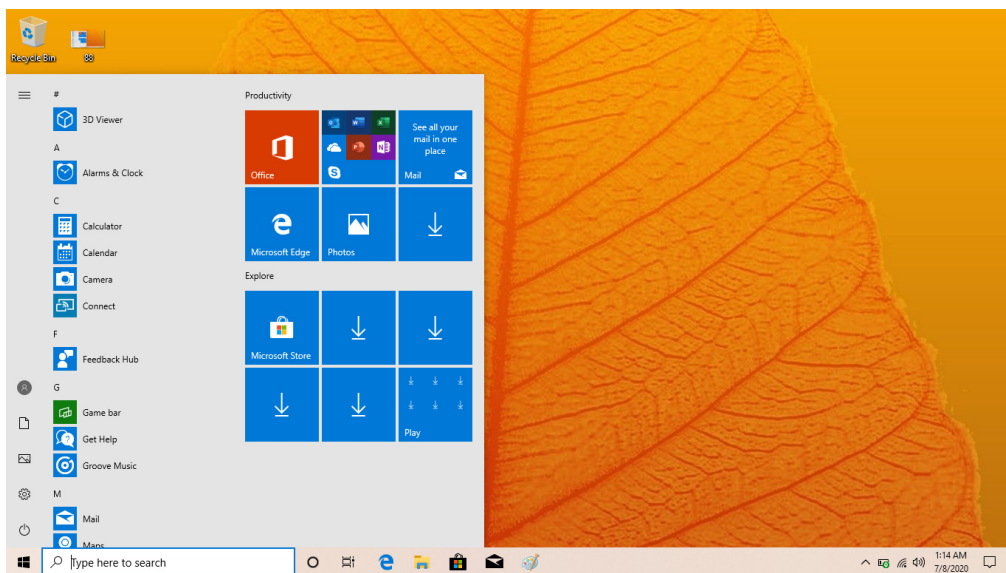 Recycle Bin
88
#
3D Viewer
A
Alarms & Clock
C
Calculator
Calendar
Camera
Connect
F
Feedback Hub
G
Game bar
Get Help
Groove Music
M
Mail
Maps
Productivity
Office
See all your
mail in one
place
Mail
Microsoft Edge
Photos
Explore
Microsoft Store
Play
Type here to search
1:14 AM
7/8/2020